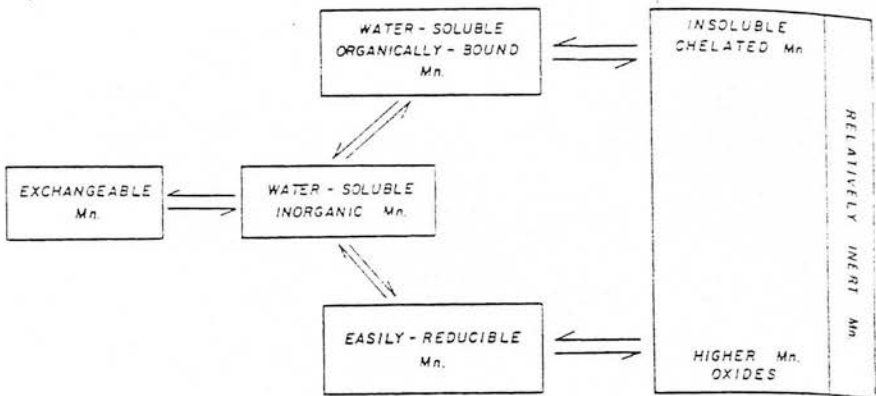 WATER-SOLUBLE
ORGANICALLY-BOUND
Mn.
INSOLUBLE
CHELATED Mn
EXCHANGEABLE
Mn.
WATER-SOLUBLE
INORGANIC Mn.
RELATIVELY INERT Mn.
EASILY-REDUCIBLE
Mn.
HIGHER Mn.
OXIDES